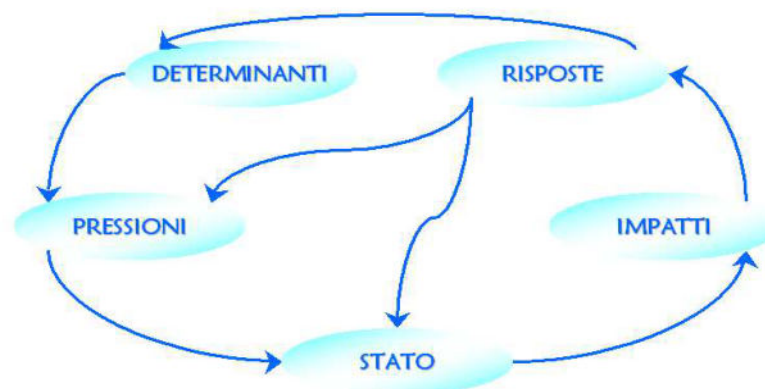 DETERMINANTI
RISPOSTE
PRESSIONI
IMPATTI
STATO